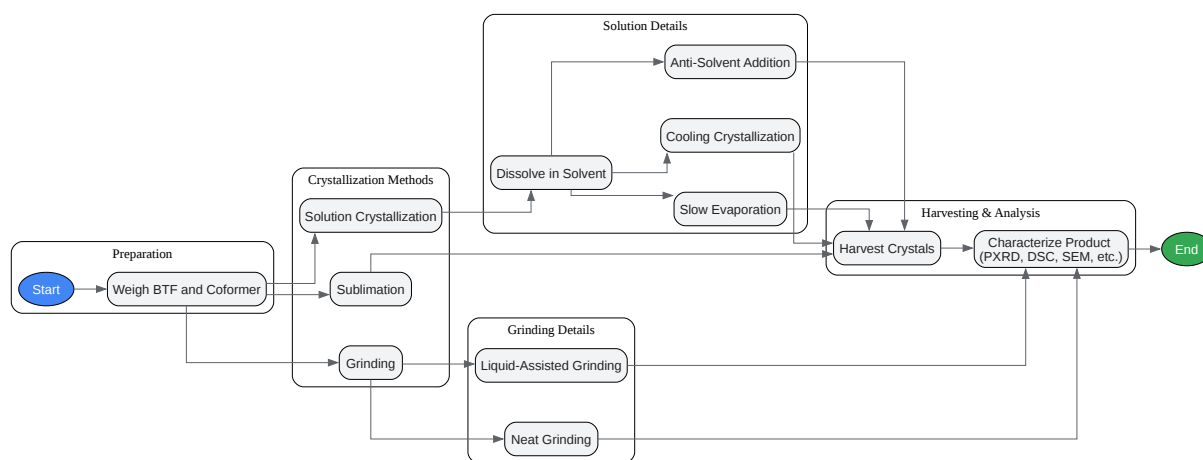 Solution Details
Anti-Solvent Addition
Cooling Crystallization
Dissolve in Solvent
Slow Evaporation
Crystallization Methods
Solution Crystallization
Sublimation
Grinding
Preparation
Start
Weigh BTF and Coformer
Harvesting & Analysis
Harvest Crystals
Characterize Product
(PXRD, DSC, SEM, etc.)
End
Grinding Details
Liquid-Assisted Grinding
Neat Grinding